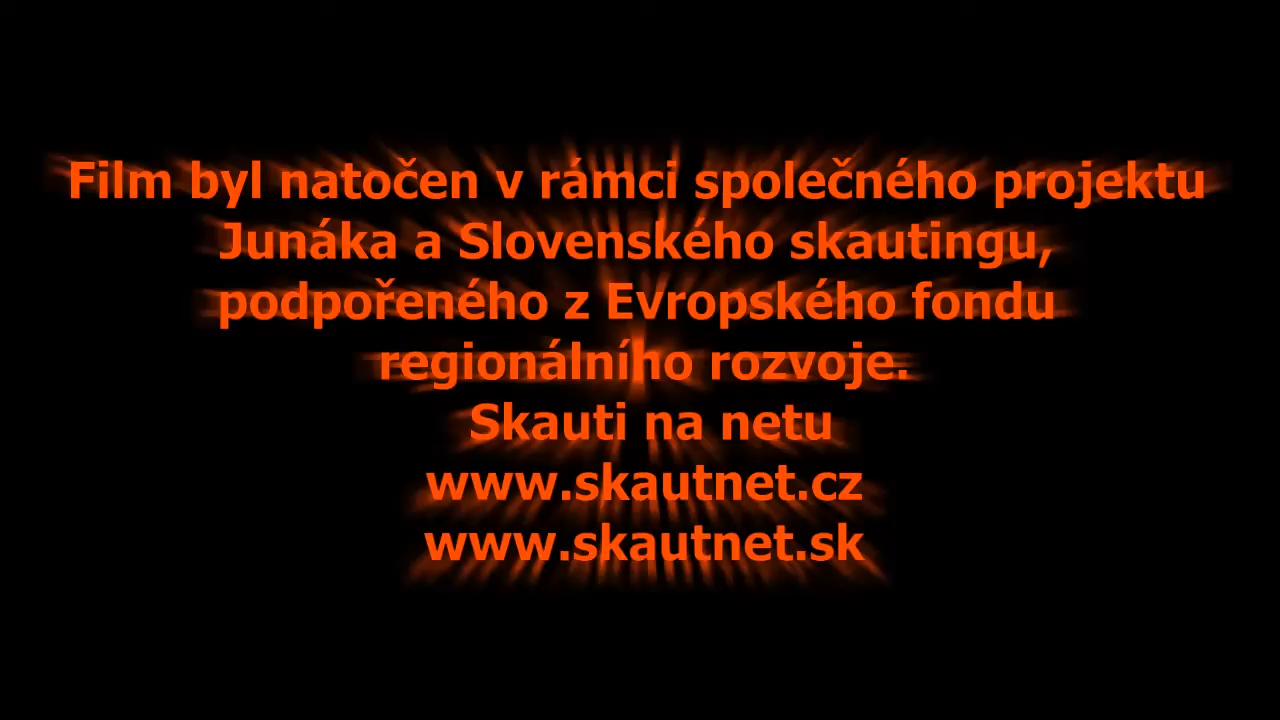 Film byl natočen v rámci společného projektu
Junáka a Slovenského skautingu,
podpořeného z Evropského fondu
regionálního rozvoje.
Skauti na netu
www.skautnet.cz
www.skautnet.sk